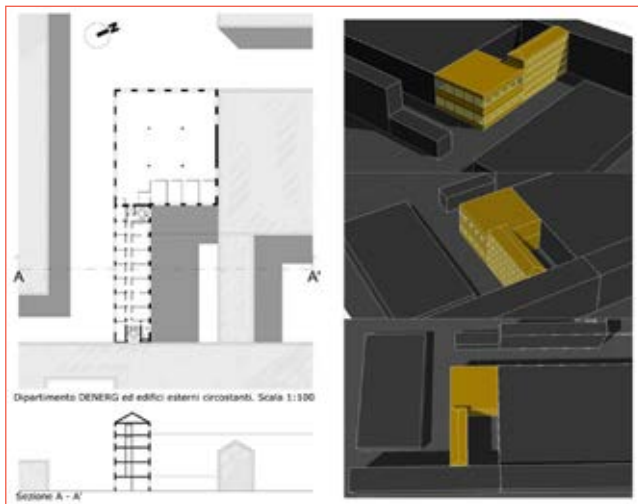 N
A A'
Dipartimento DENERG ed edifici esterni circostanti. Scala 1:100
Sezione A - A'